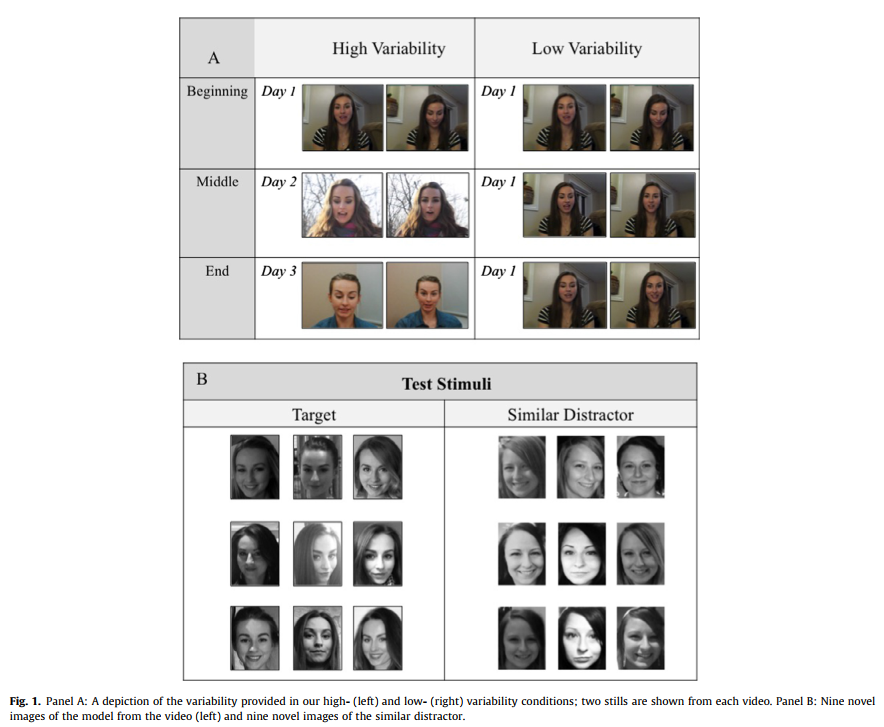 A
High Variability
Low Variability
Beginning
Day 1
Day 1
Middle
Day 2
Day 1
End
Day 3
Day 1
B
Test Stimuli
Target
Similar Distractor
Fig. 1. Panel A: A depiction of the variability provided in our high- (left) and low- (right) variability conditions; two stills are shown from each video. Panel B: Nine novel
images of the model from the video (left) and nine novel images of the similar distractor.